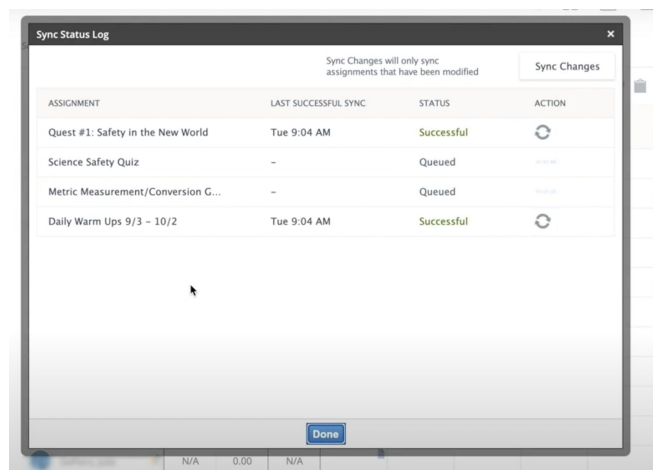 Sync Status Log
Sync Changes will only sync
assignments that have been modified
Sync Changes
ASSIGNMENT LAST SUCCESSFUL SYNC STATUS ACTION
Quest #1: Safety in the New World Tue 9:04 AM Successful
Science Safety Quiz – Queued
Metric Measurement/Conversion G... – Queued
Daily Warm Ups 9/3 – 10/2 Tue 9:04 AM Successful
Done
N/A 0.00 N/A